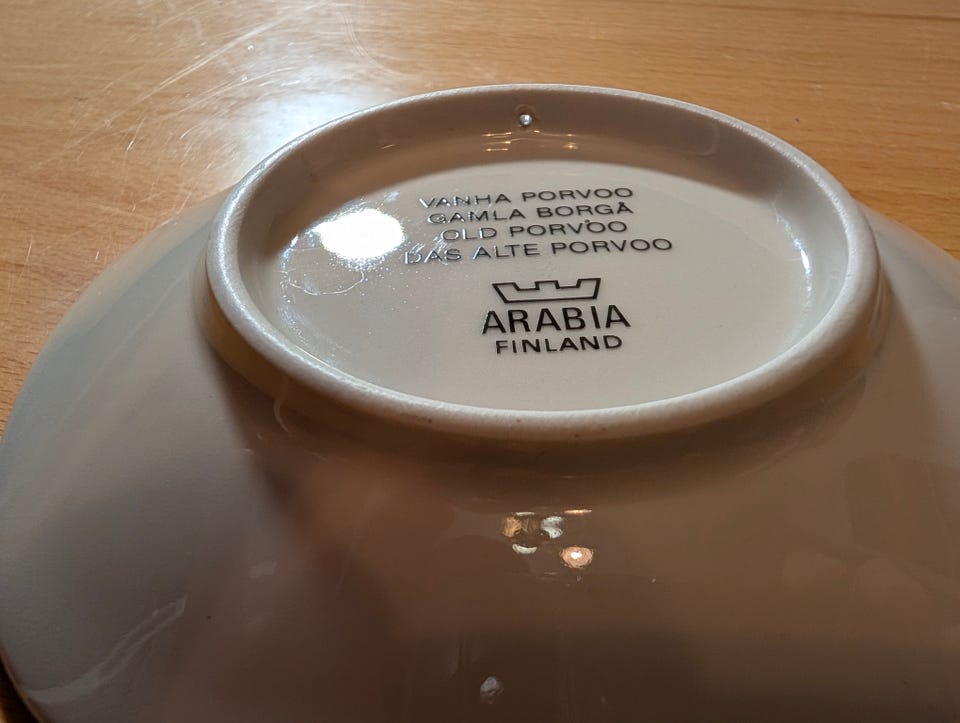 VANHA PORVOO
GAMLA BORGÅ
OLD PORVOO
DAS ALTE PORVOO
ARABIA
FINLAND